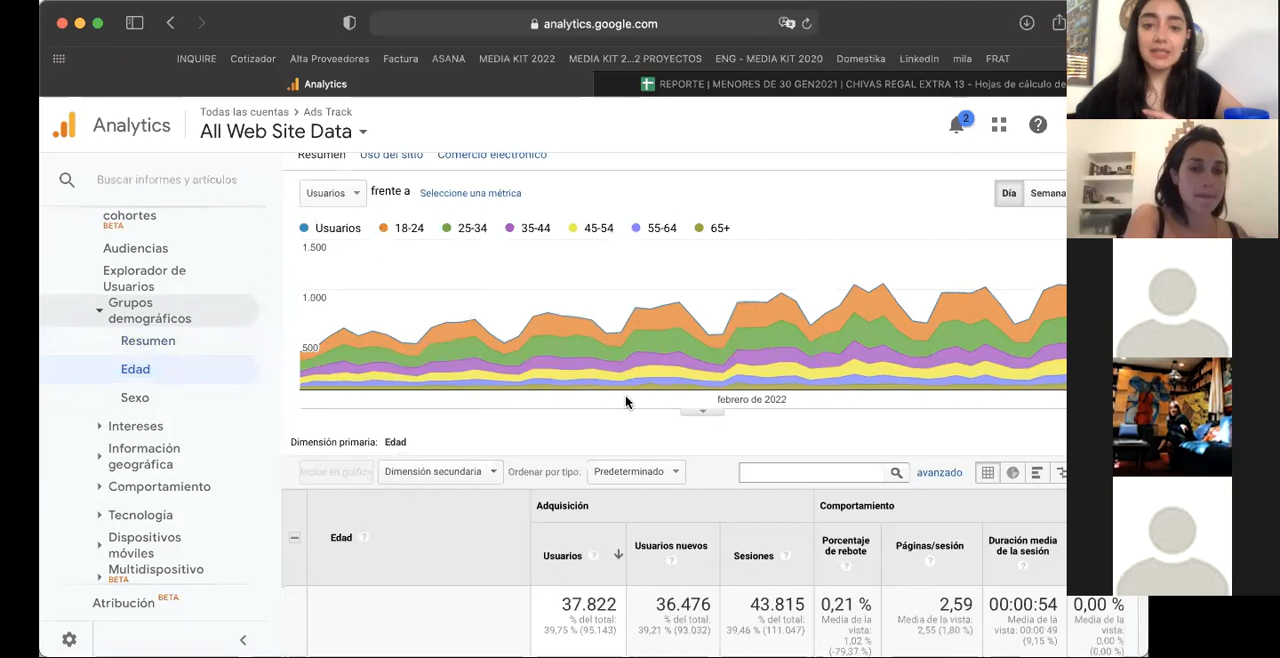 analytics.google.com
INQUIRE Cotizador Alta Proveedores Factura ASANA MEDIA KIT 2022 MEDIA KIT 2...2 PROYECTOS ENG - MEDIA KIT 2020 Domestika LinkedIn mila FRAT
Analytics
REPORTE | MENORES DE 30 GEN2021 | CHIVAS REGAL EXTRA 13 - Hojas de cálculo de
Analytics
Todas las cuentas > Ads Track
All Web Site Data
2
Resumen Uso del sitio Comercio electrónico
Buscar informes y artículos
Usuarios frente a Seleccione una métrica
Día Semana
cohortes
BETA
Audiencias
Explorador de
Usuarios
Grupos
demográficos
Resumen
Edad
Sexo
Intereses
Información
geográfica
Comportamiento
Tecnología
Dispositivos
móviles
Multidispositivo
BETA
Atribución BETA
Usuarios 18-24 25-34 35-44 45-54 55-64 65+
1.500
1.000
500
febrero de 2022
Dimensión primaria: Edad
Incluir en gráfico Dimensión secundaria Ordenar por tipo: Predeterminado avanzado
Adquisición Comportamiento
Edad ? Usuarios ? Usuarios nuevos ? Sesiones ? Porcentaje de rebote ? Páginas/sesión ? Duración media de la sesión ?
37.822 36.476 43.815 0,21 % 2,59 00:00:54 0,00 %
% del total: 39,75 % (95.143)
% del total: 39,21 % (93.032)
% del total: 39,46 % (111.047)
Media de la vista: 1,02 % (-79,37 %)
Media de la vista: 2,55 (1,80 %)
Media de la vista: 00:00:49 (9,15 %)
Media de la vista: 0,00 % (0,00 %)